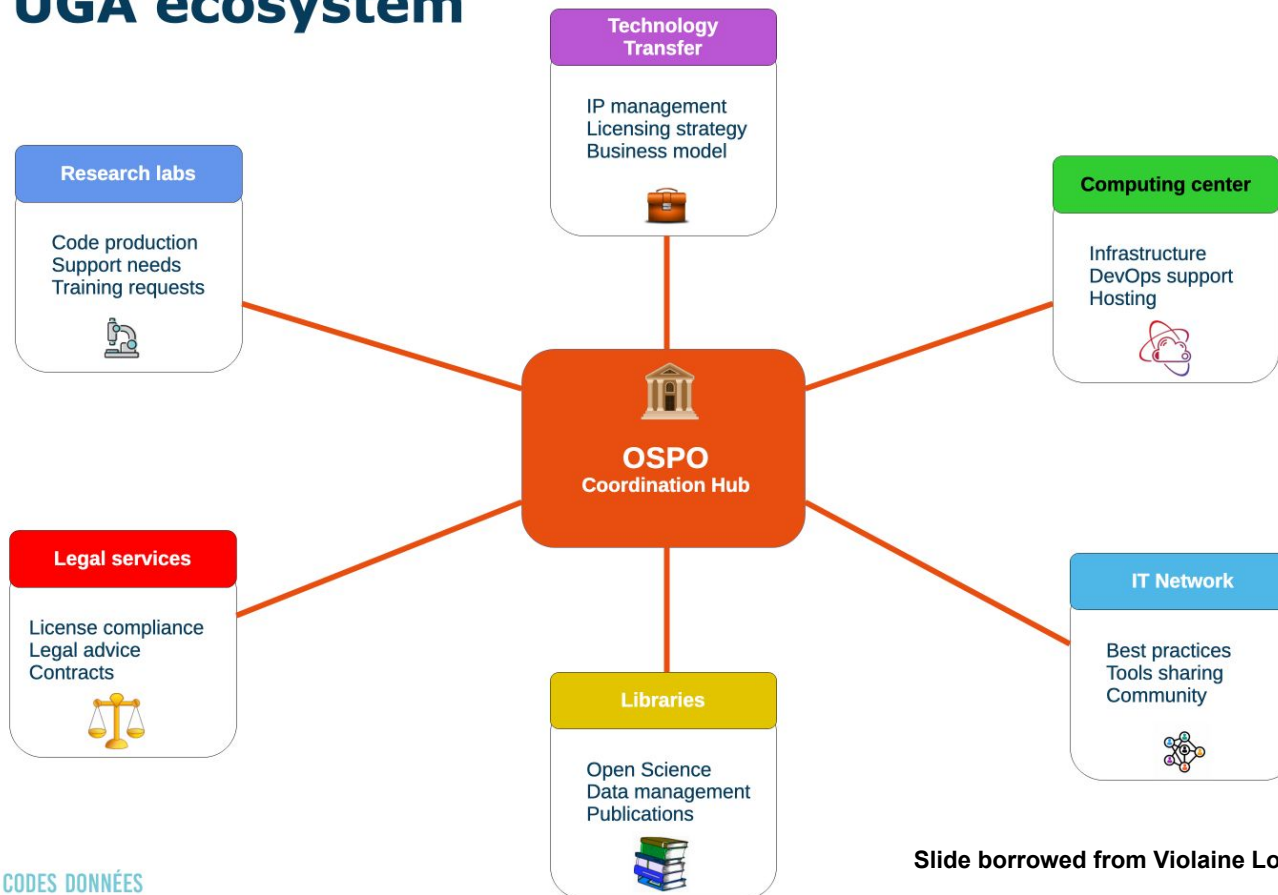 UGA ecosystem
Technology
Transfer
IP management
Licensing strategy
Business model
Research labs
Code production
Support needs
Training requests
Computing center
Infrastructure
DevOps support
Hosting
OSPO
Coordination Hub
Legal services
License compliance
Legal advice
Contracts
IT Network
Best practices
Tools sharing
Community
Libraries
Open Science
Data management
Publications
Slide borrowed from Violaine Lo
CODES DONNÉES